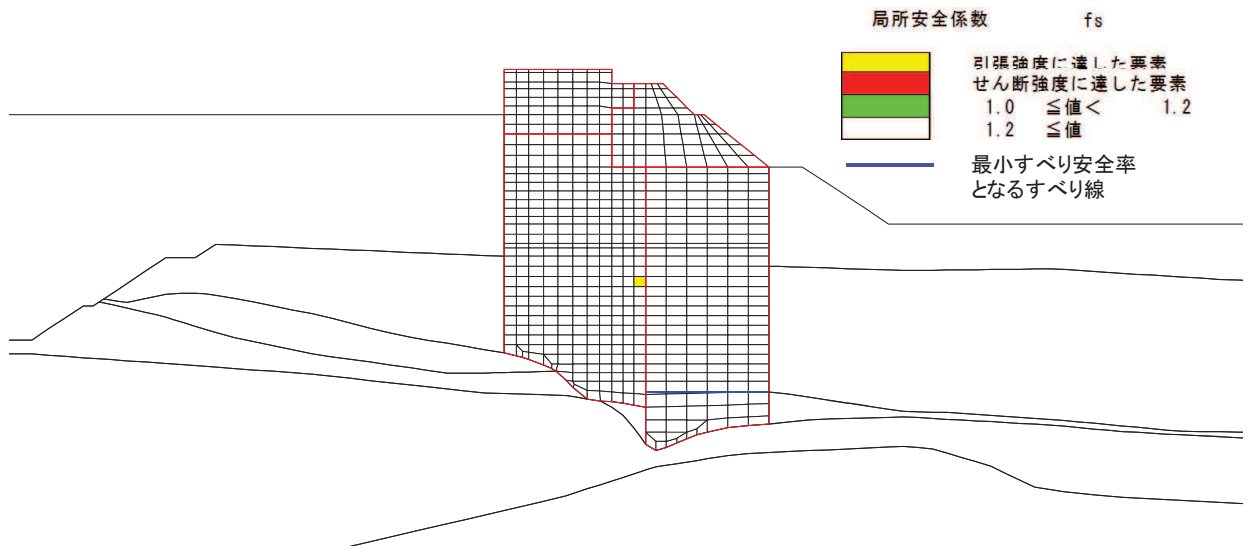 局所安全係数 fs
引張強度に達した要素
せん断強度に達した要素
1.0 ≦値< 1.2
1.2 ≦値
最小すべり安全率
となるすべり線